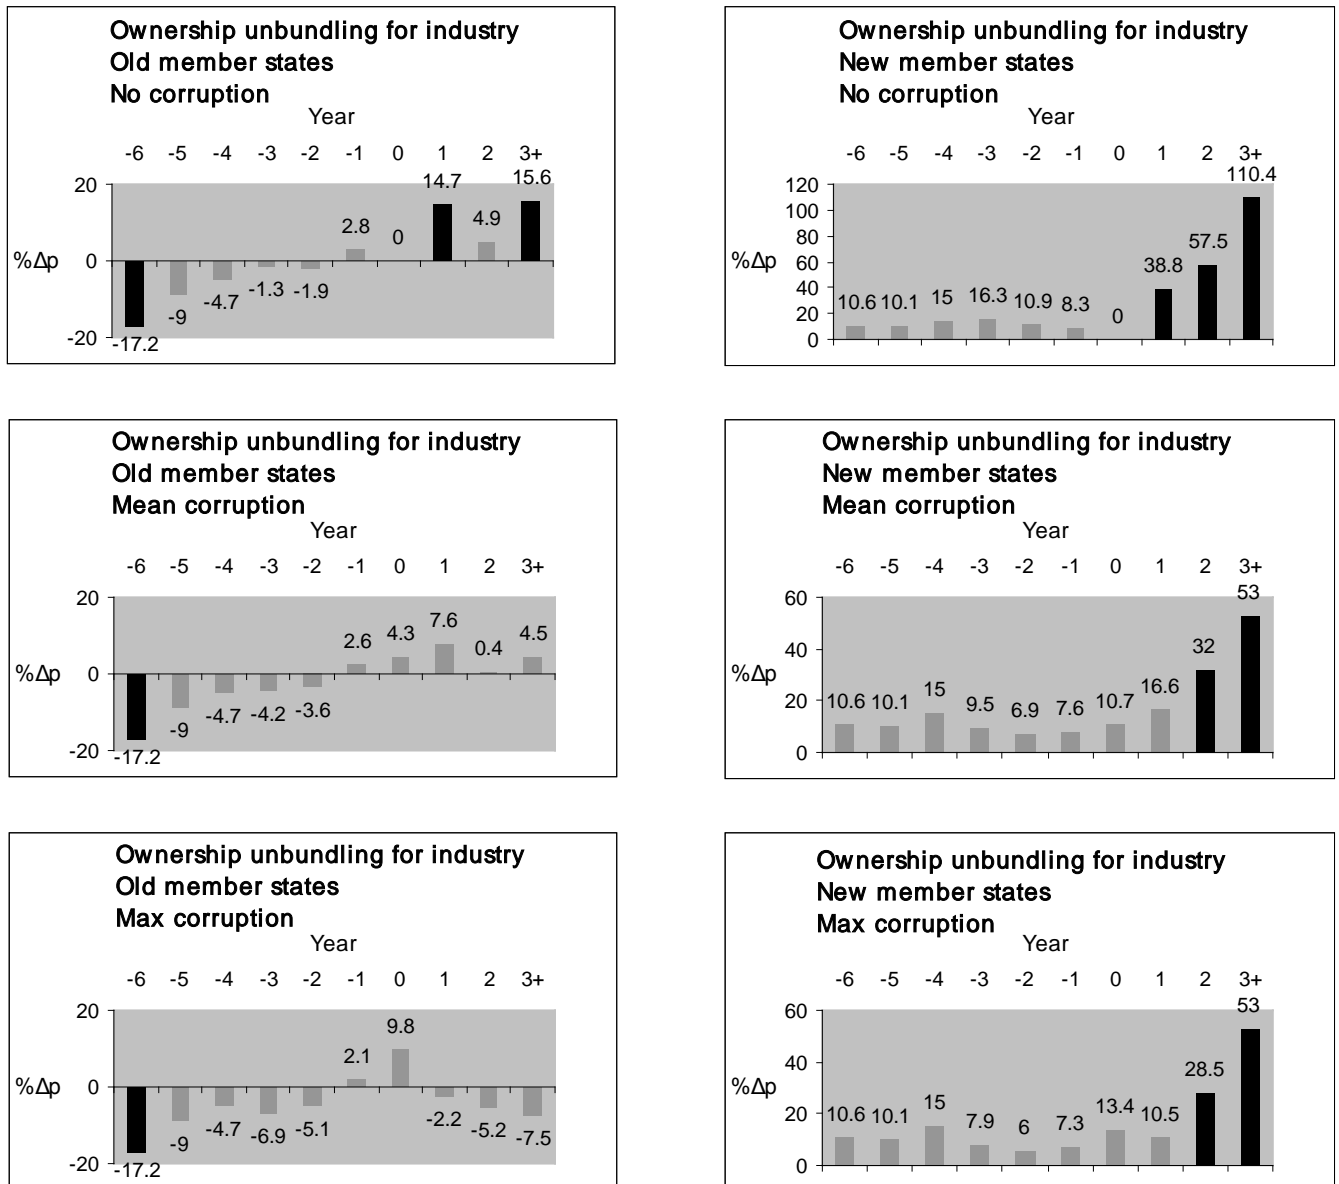 Ownership unbundling for industry
Old member states
No corruption
Year
-6 -5 -4 -3 -2 -1 0 1 2 3+
20 14.7 15.6
2.8 0 4.9
%Δp 0
-4.7 -1.3 -1.9
-9
-20 -17.2
Ownership unbundling for industry
New member states
No corruption
Year
-6 -5 -4 -3 -2 -1 0 1 2 3+
110.4
120
100
80
%Δp 60 38.8 57.5
40
10.6 10.1 15 16.3 10.9 8.3 0
20
0
Ownership unbundling for industry
Old member states
Mean corruption
Year
-6 -5 -4 -3 -2 -1 0 1 2 3+
20
2.6 4.3 7.6 0.4 4.5
%Δp 0
-4.7 -4.2 -3.6
-9
-20 -17.2
Ownership unbundling for industry
New member states
Mean corruption
Year
-6 -5 -4 -3 -2 -1 0 1 2 3+
60 53
40 32
%Δp
20 10.6 10.1 15 9.5 6.9 7.6 10.7 16.6
0
Ownership unbundling for industry
Old member states
Max corruption
Year
-6 -5 -4 -3 -2 -1 0 1 2 3+
20
2.1 9.8
%Δp 0
-9 -4.7 -6.9 -5.1 -2.2 -5.2 -7.5
-20 -17.2
Ownership unbundling for industry
New member states
Max corruption
Year
-6 -5 -4 -3 -2 -1 0 1 2 3+
60 53
40
%Δp 28.5
20 10.6 10.1 15 7.9 6 7.3 13.4 10.5
0